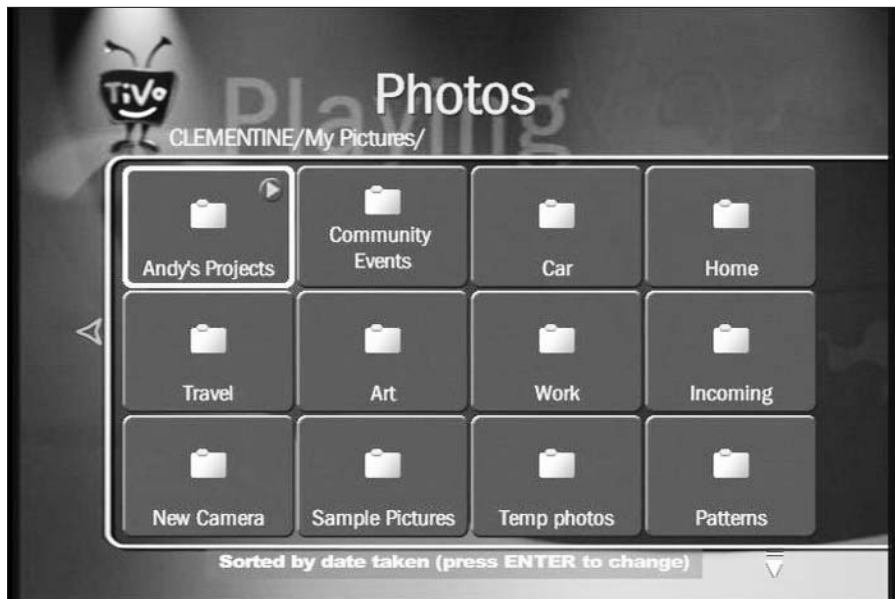 TiVo
Playing
Photos
CLEMENTINE/My Pictures/
Andy's Projects
Community
Events
Car
Home
Travel
Art
Work
Incoming
New Camera
Sample Pictures
Temp photos
Patterns
Sorted by date taken (press ENTER to change)